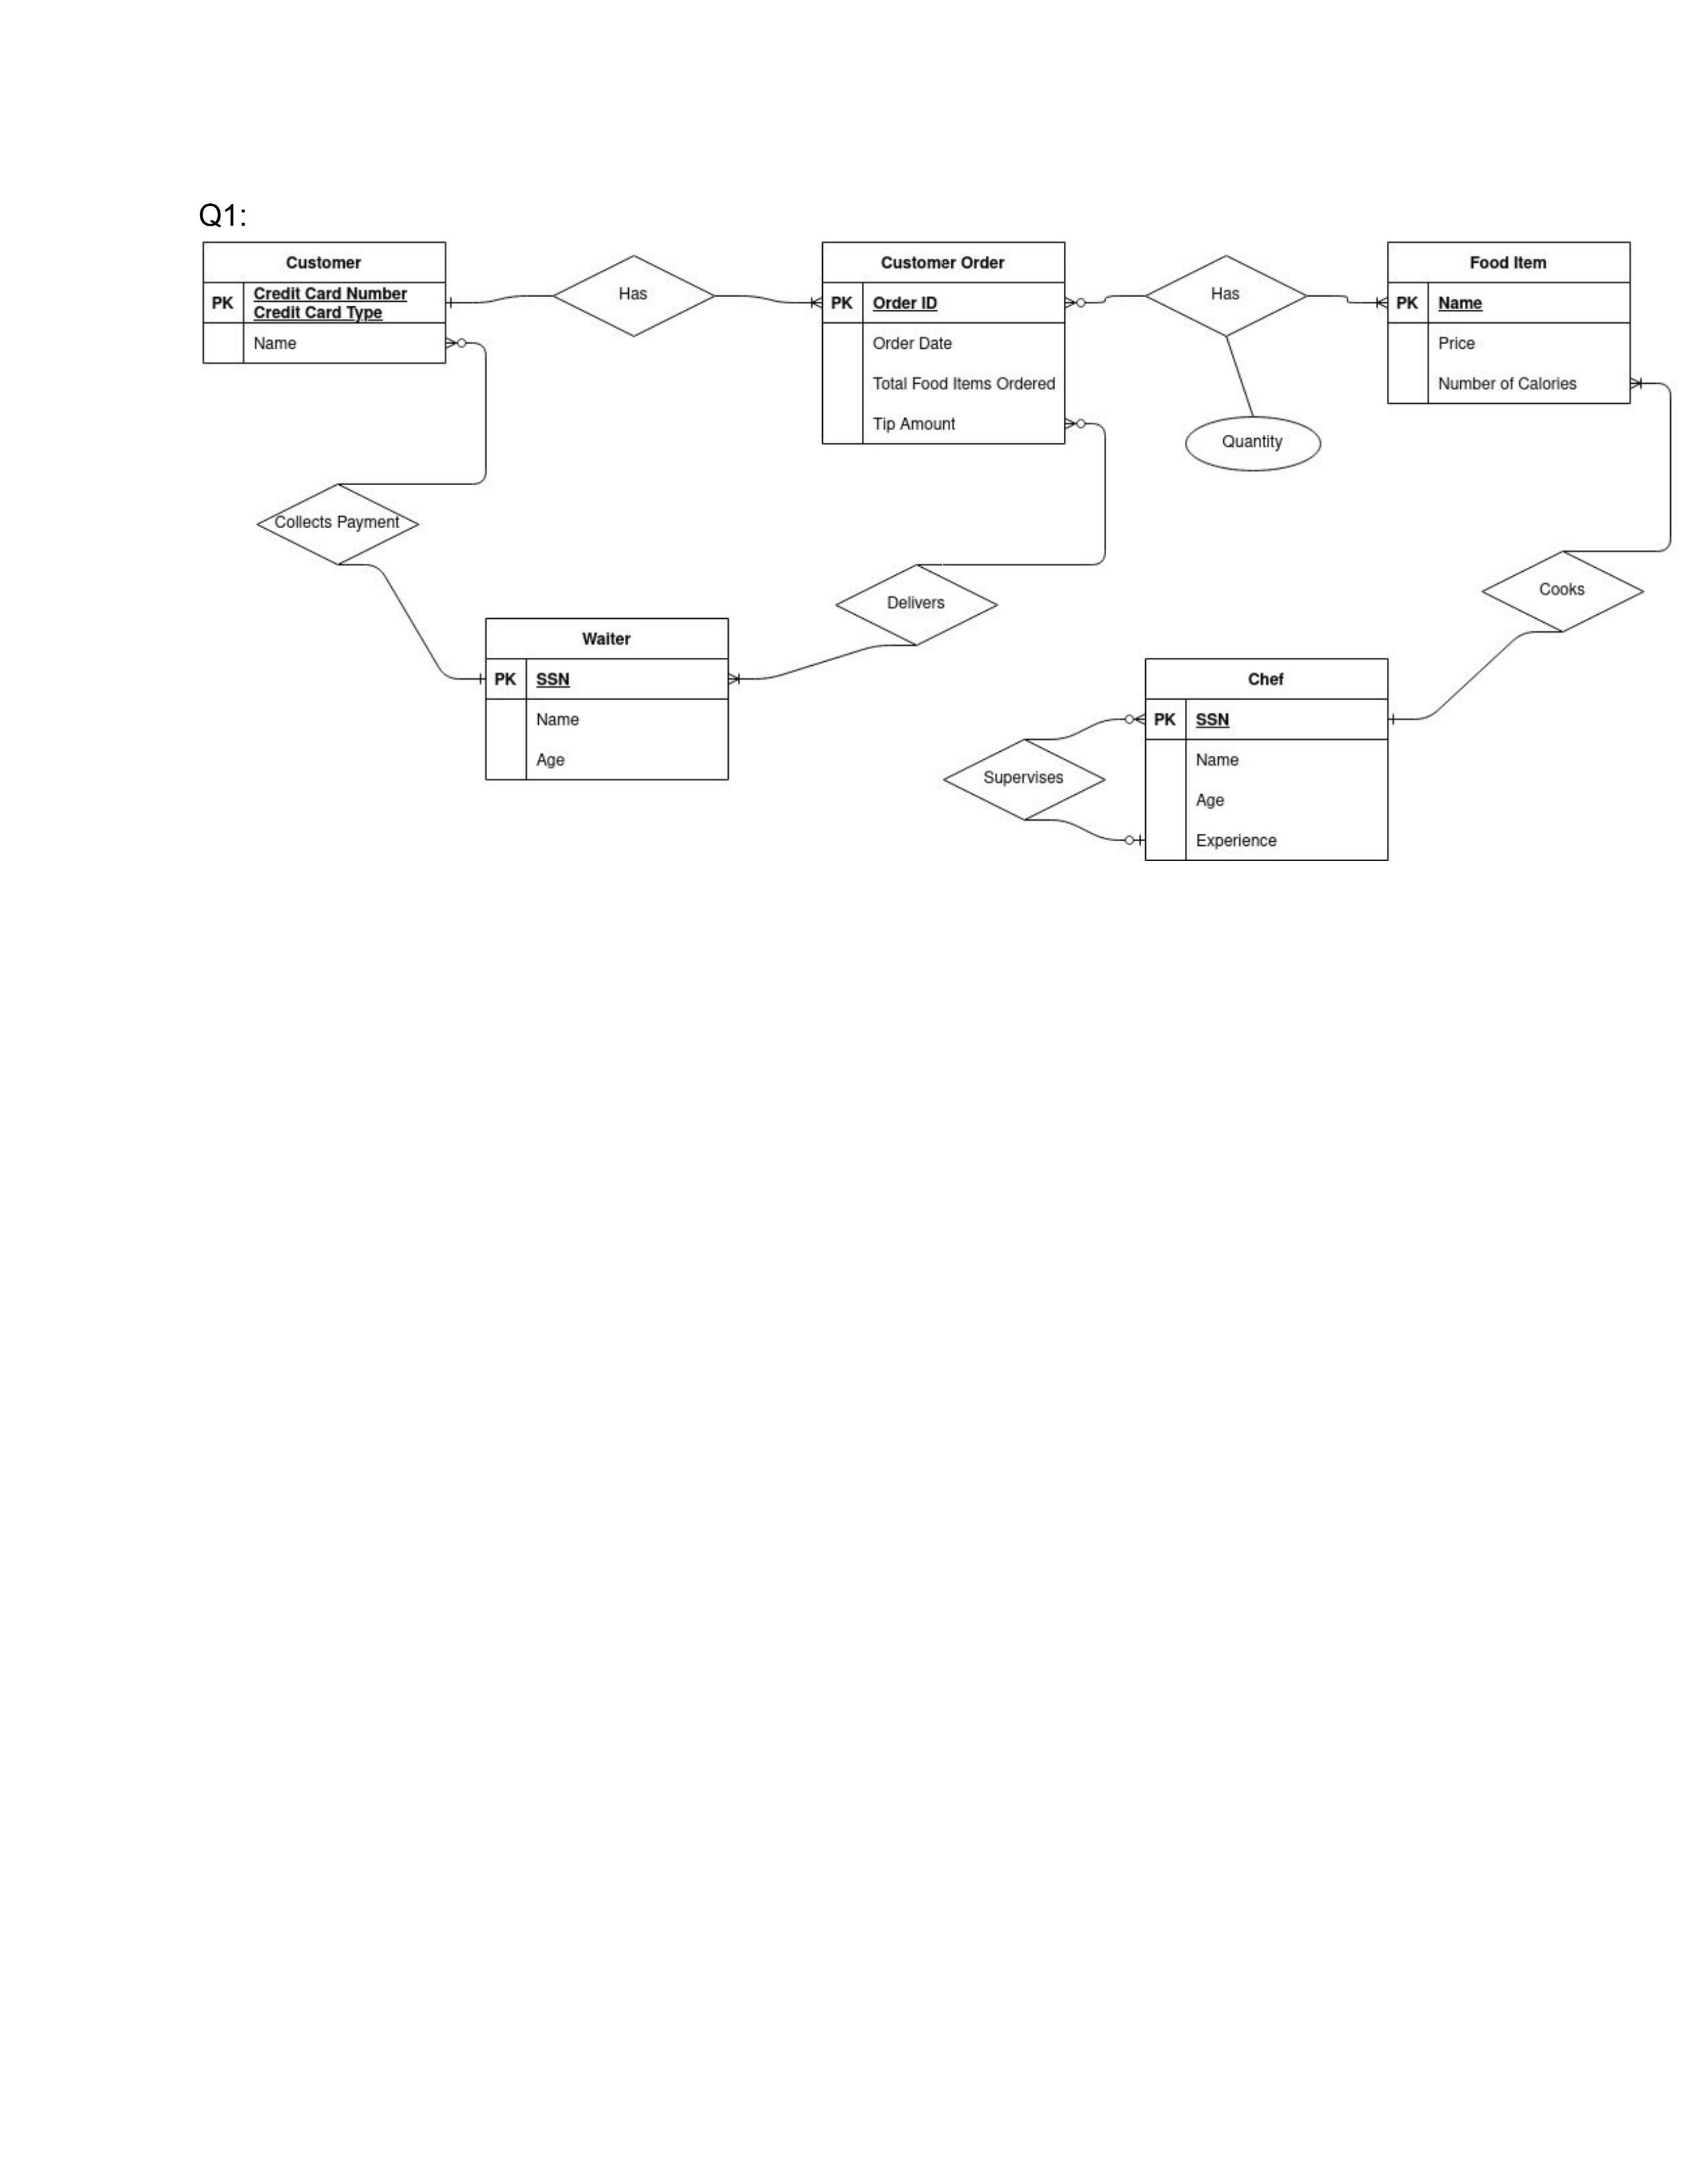 Q1:
Customer
PK
Credit Card Number
Credit Card Type
Name
Has
Customer Order
PK
Order ID
Order Date
Total Food Items Ordered
Tip Amount
Has
Quantity
Food Item
PK
Name
Price
Number of Calories
Collects Payment
Delivers
Cooks
Waiter
PK
SSN
Name
Age
Supervises
Chef
PK
SSN
Name
Age
Experience